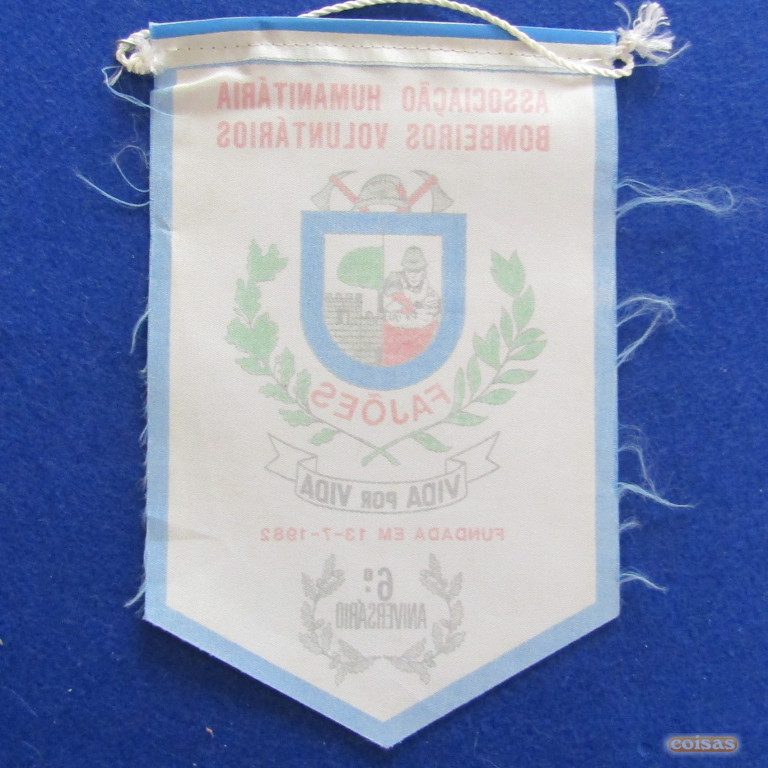 ASSOCIAÇÃO HUMANITÁRIA
BOMBEIROS VOLUNTÁRIOS
FAJÕES
VIDA POR VIDA
FUNDADA EM 13-7-1982
6º
ANIVERSÁRIO
coisas